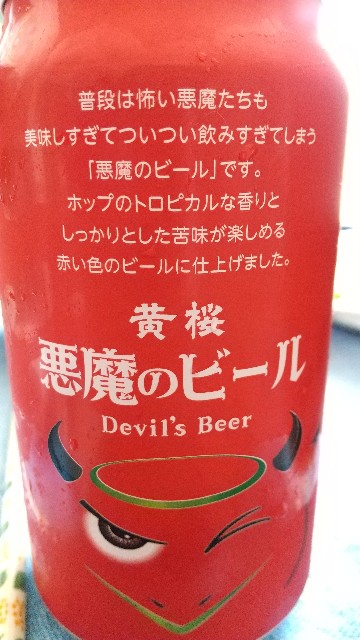 普段は怖い悪魔たちも
美味しすぎてついつい飲みすぎてしまう
「悪魔のビール」です。
ホップのトロピカルな香りと
しっかりとした苦味が楽しめる
赤い色のビールに仕上げました。
黄桜
悪魔のビール
Devil's Beer